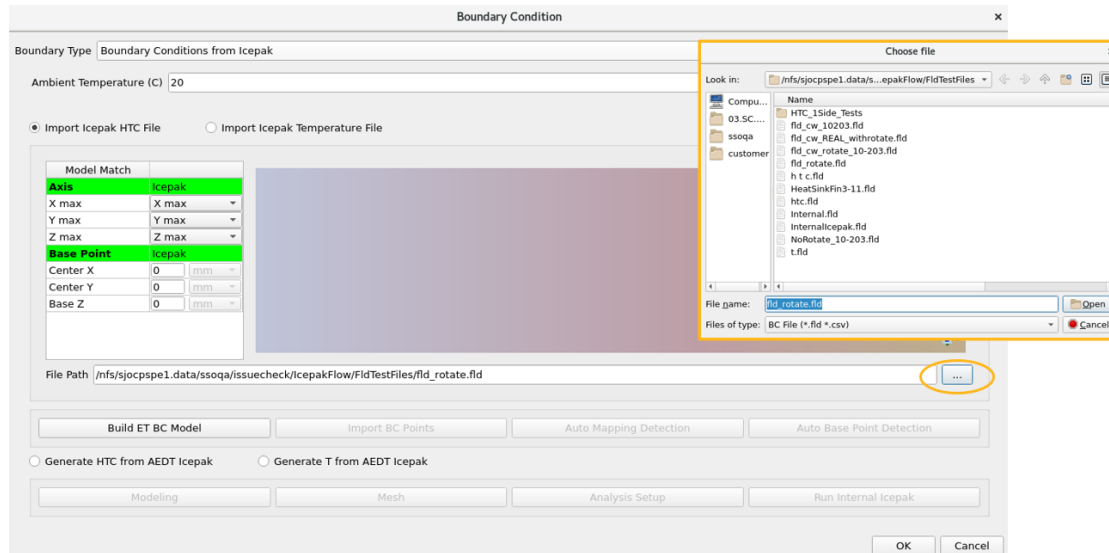 Boundary Condition
Boundary Type Boundary Conditions from Icepak
Ambient Temperature (C) 20
Import Icepak HTC File Import Icepak Temperature File
Model Match
Axis Icepak
X max X max
Y max Y max
Z max Z max
Base Point Icepak
Center X 0 mm
Center Y 0 mm
Base Z 0 mm
File Path /nfs/sjocpspe1.data/ssoqa/issuecheck/IcepakFlow/FldTestFiles/fld_rotate.fld ...
Build ET BC Model Import BC Points Auto Mapping Detection Auto Base Point Detection
Generate HTC from AEDT Icepak Generate T from AEDT Icepak
Modeling Mesh Analysis Setup Run Internal Icepak
OK Cancel
Choose file
Look in: /nfs/sjocpspe1.data/s...epakFlow/FldTestFiles
Compu...
03.SC....
ssoqa
customer
Name
HTC_1Side_Tests
fld_cw_10203.fld
fld_cw_REAL_withrotate.fld
fld_cw_rotate_10-203.fld
fld_rotate.fld
h t c.fld
HeatSinkFin3-11.fld
htc.fld
Internal.fld
InternalIcepak.fld
NoRotate_10-203.fld
t.fld
File name: fld_rotate.fld Open
Files of type: BC File (*.fld *.csv) Cancel